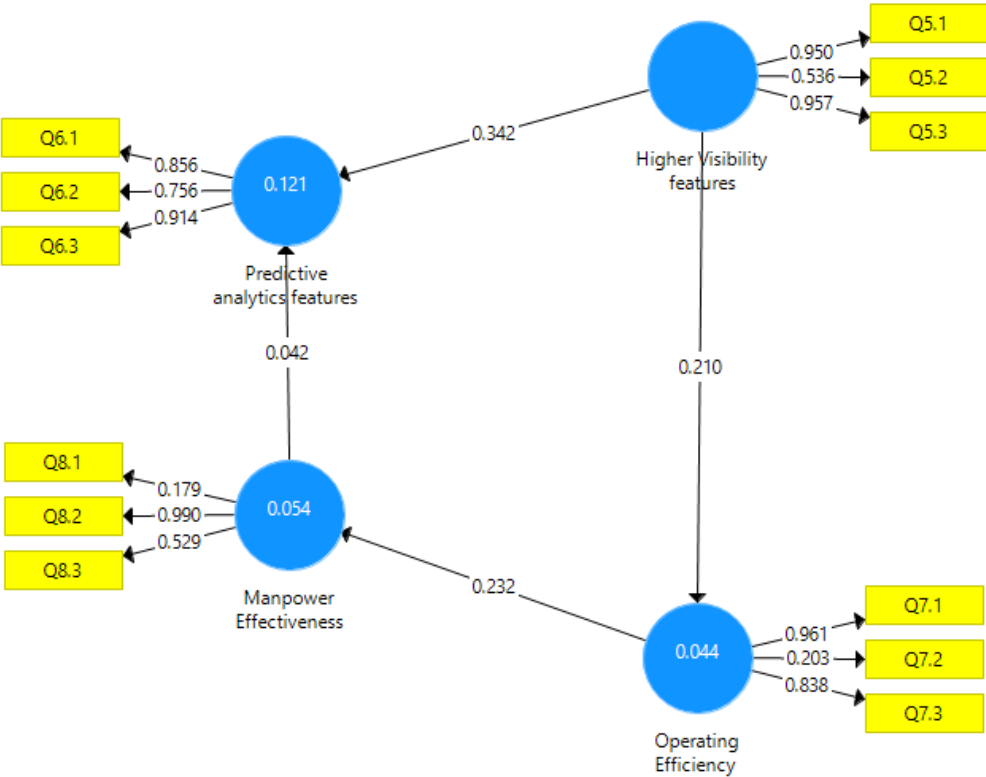 Q5.1
0.950
Q5.2
0.536
Q5.3
0.957
Higher Visibility
features
0.342
Q6.1
0.856
Q6.2
0.756
Q6.3
0.914
0.121
Predictive
analytics features
0.042
0.210
Q8.1
0.179
Q8.2
0.990
Q8.3
0.529
0.054
Manpower
Effectiveness
0.232
0.044
Q7.1
0.961
Q7.2
0.203
Q7.3
0.838
Operating
Efficiency